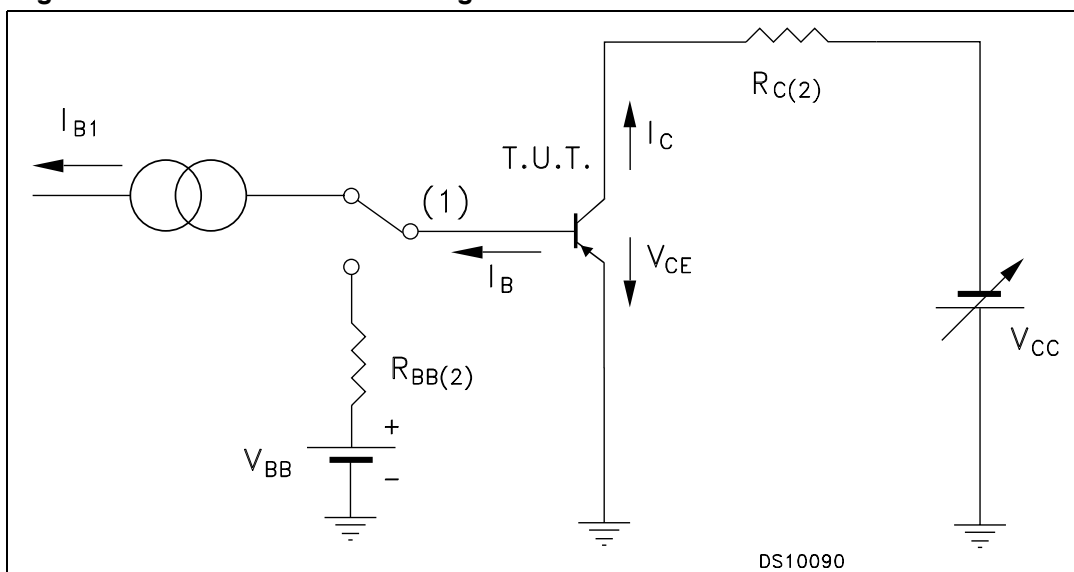 R_C(2)
I_B1
I_C
T.U.T.
(1)
V_CE
I_B
V_CC
R_BB(2)
+
V_BB
-
DS10090